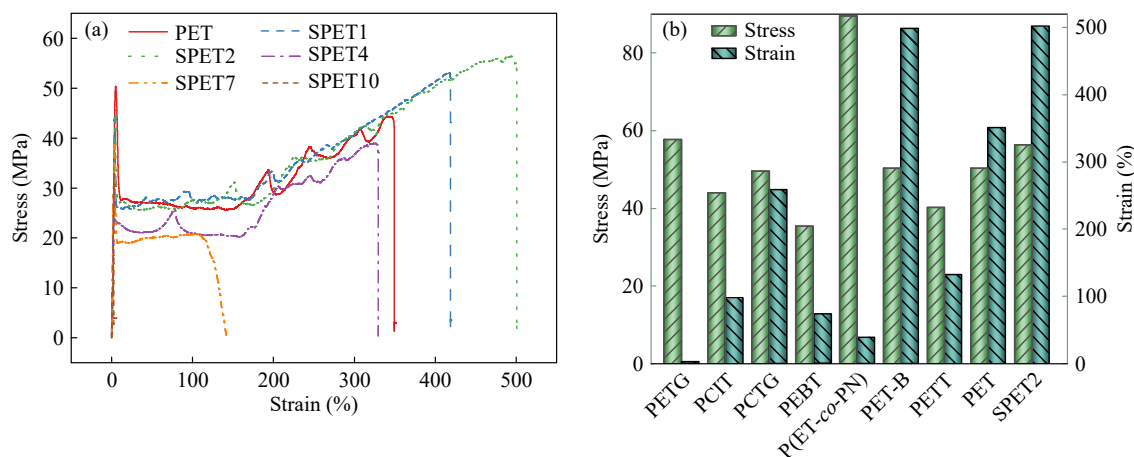 (a)
PET
SPET1
SPET2
SPET4
SPET7
SPET10
60
50
40
30
20
10
0
Stress (MPa)
0
100
200
300
400
500
Strain (%)
(b)
Stress
Strain
80
60
40
20
0
Stress (MPa)
500
400
300
200
100
0
Strain (%)
PETG
PCIT
PCTG
PEBT
P(ET-co-PN)
PET-B
PETT
PET
SPET2